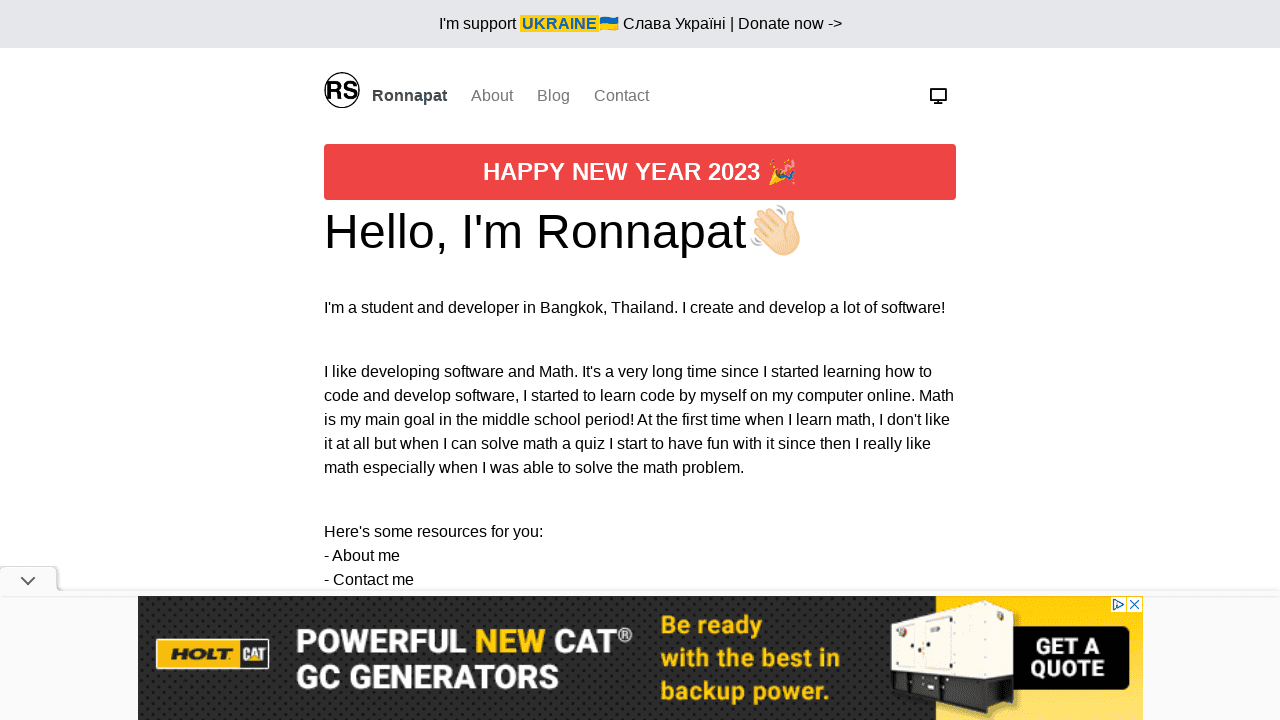 I'm support UKRAINE🇺🇦 Слава Україні | Donate now ->
RS
Ronnapat About Blog Contact
HAPPY NEW YEAR 2023 🎉
Hello, I'm Ronnapat👋🏻
I'm a student and developer in Bangkok, Thailand. I create and develop a lot of software!
I like developing software and Math. It's a very long time since I started learning how to
code and develop software, I started to learn code by myself on my computer online. Math
is my main goal in the middle school period! At the first time when I learn math, I don't like
it at all but when I can solve math a quiz I start to have fun with it since then I really like
math especially when I was able to solve the math problem.
Here's some resources for you:
- About me
- Contact me
HOLT CAT
POWERFUL NEW CAT®
GC GENERATORS
Be ready
with the best in
backup power.
GET A
QUOTE